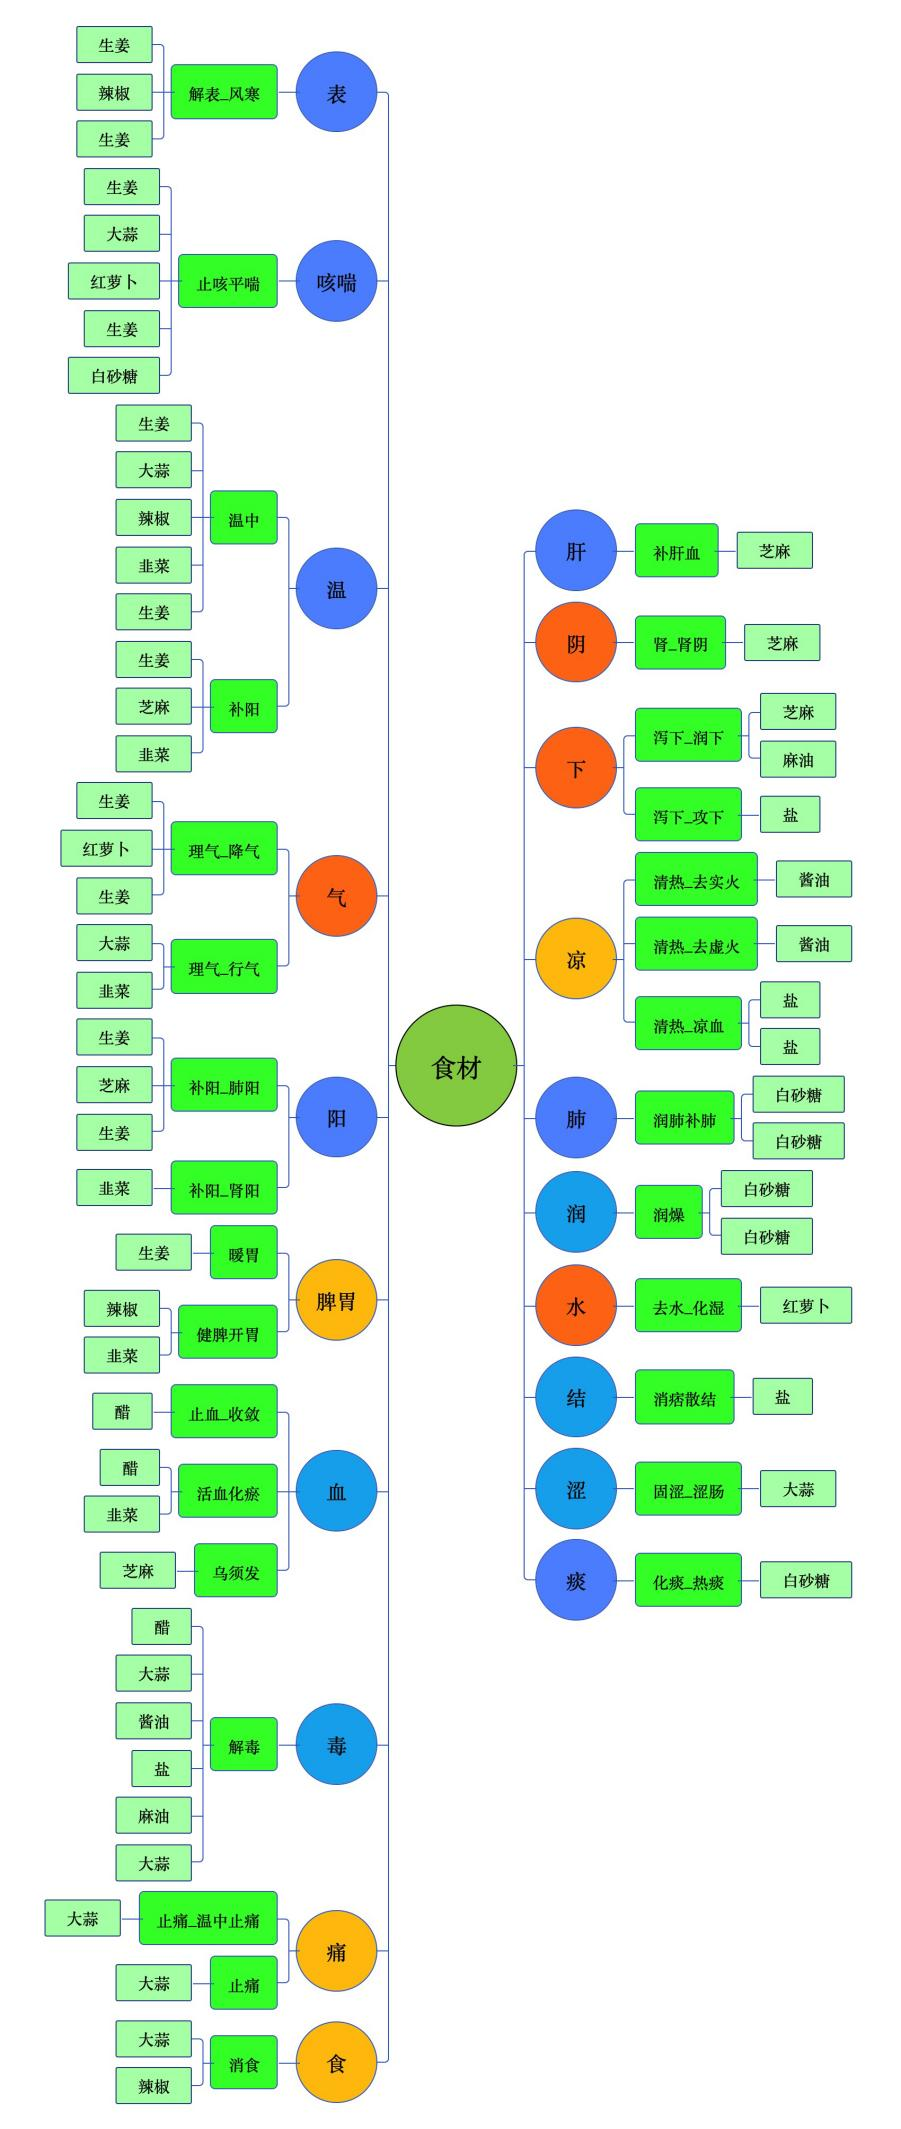 食材
表
解表_风寒
生姜
辣椒
生姜
咳喘
止咳平喘
生姜
大蒜
红萝卜
生姜
白砂糖
温
温中
生姜
大蒜
辣椒
韭菜
生姜
补阳
生姜
芝麻
韭菜
气
理气_降气
生姜
红萝卜
生姜
理气_行气
大蒜
韭菜
阳
补阳_肺阳
生姜
芝麻
生姜
补阳_肾阳
韭菜
脾胃
暖胃
生姜
健脾开胃
辣椒
韭菜
血
止血_收敛
醋
活血化瘀
醋
韭菜
乌须发
芝麻
毒
解毒
醋
大蒜
酱油
盐
麻油
大蒜
痛
止痛_温中止痛
大蒜
止痛
大蒜
食
消食
大蒜
辣椒
肝
补肝血
芝麻
阴
肾_肾阴
芝麻
下
泻下_润下
芝麻
麻油
泻下_攻下
盐
凉
清热_去实火
酱油
清热_去虚火
酱油
清热_凉血
盐
盐
肺
润肺补肺
白砂糖
白砂糖
润
润燥
白砂糖
白砂糖
水
去水_化湿
红萝卜
结
消痞散结
盐
涩
固涩_涩肠
大蒜
痰
化痰_热痰
白砂糖